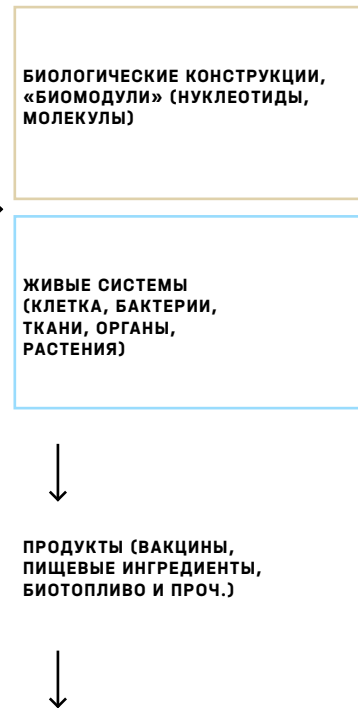 БИОЛОГИЧЕСКИЕ КОНСТРУКЦИИ,
«БИОМОДУЛИ» (НУКЛЕОТИДЫ,
МОЛЕКУЛЫ)
ЖИВЫЕ СИСТЕМЫ
(КЛЕТКА, БАКТЕРИИ,
ТКАНИ, ОРГАНЫ,
РАСТЕНИЯ)
ПРОДУКТЫ (ВАКЦИНЫ,
ПИЩЕВЫЕ ИНГРЕДИЕНТЫ,
БИОТОПЛИВО И ПРОЧ.)